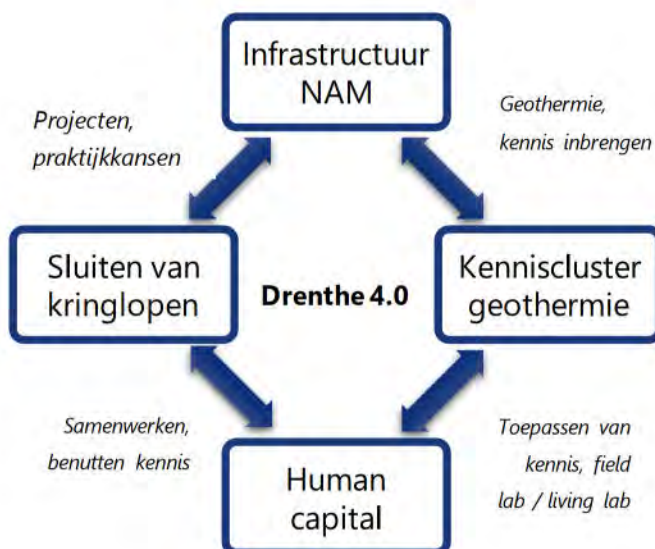 Infrastructuur
NAM
Projecten,
praktijkkansen
Geothermie,
kennis inbrengen
Sluiten van
kringlopen
Drenthe 4.0
Kenniscluster
geothermie
Samenwerken,
benutten kennis
Toepassen van
kennis, field
lab / living lab
Human
capital